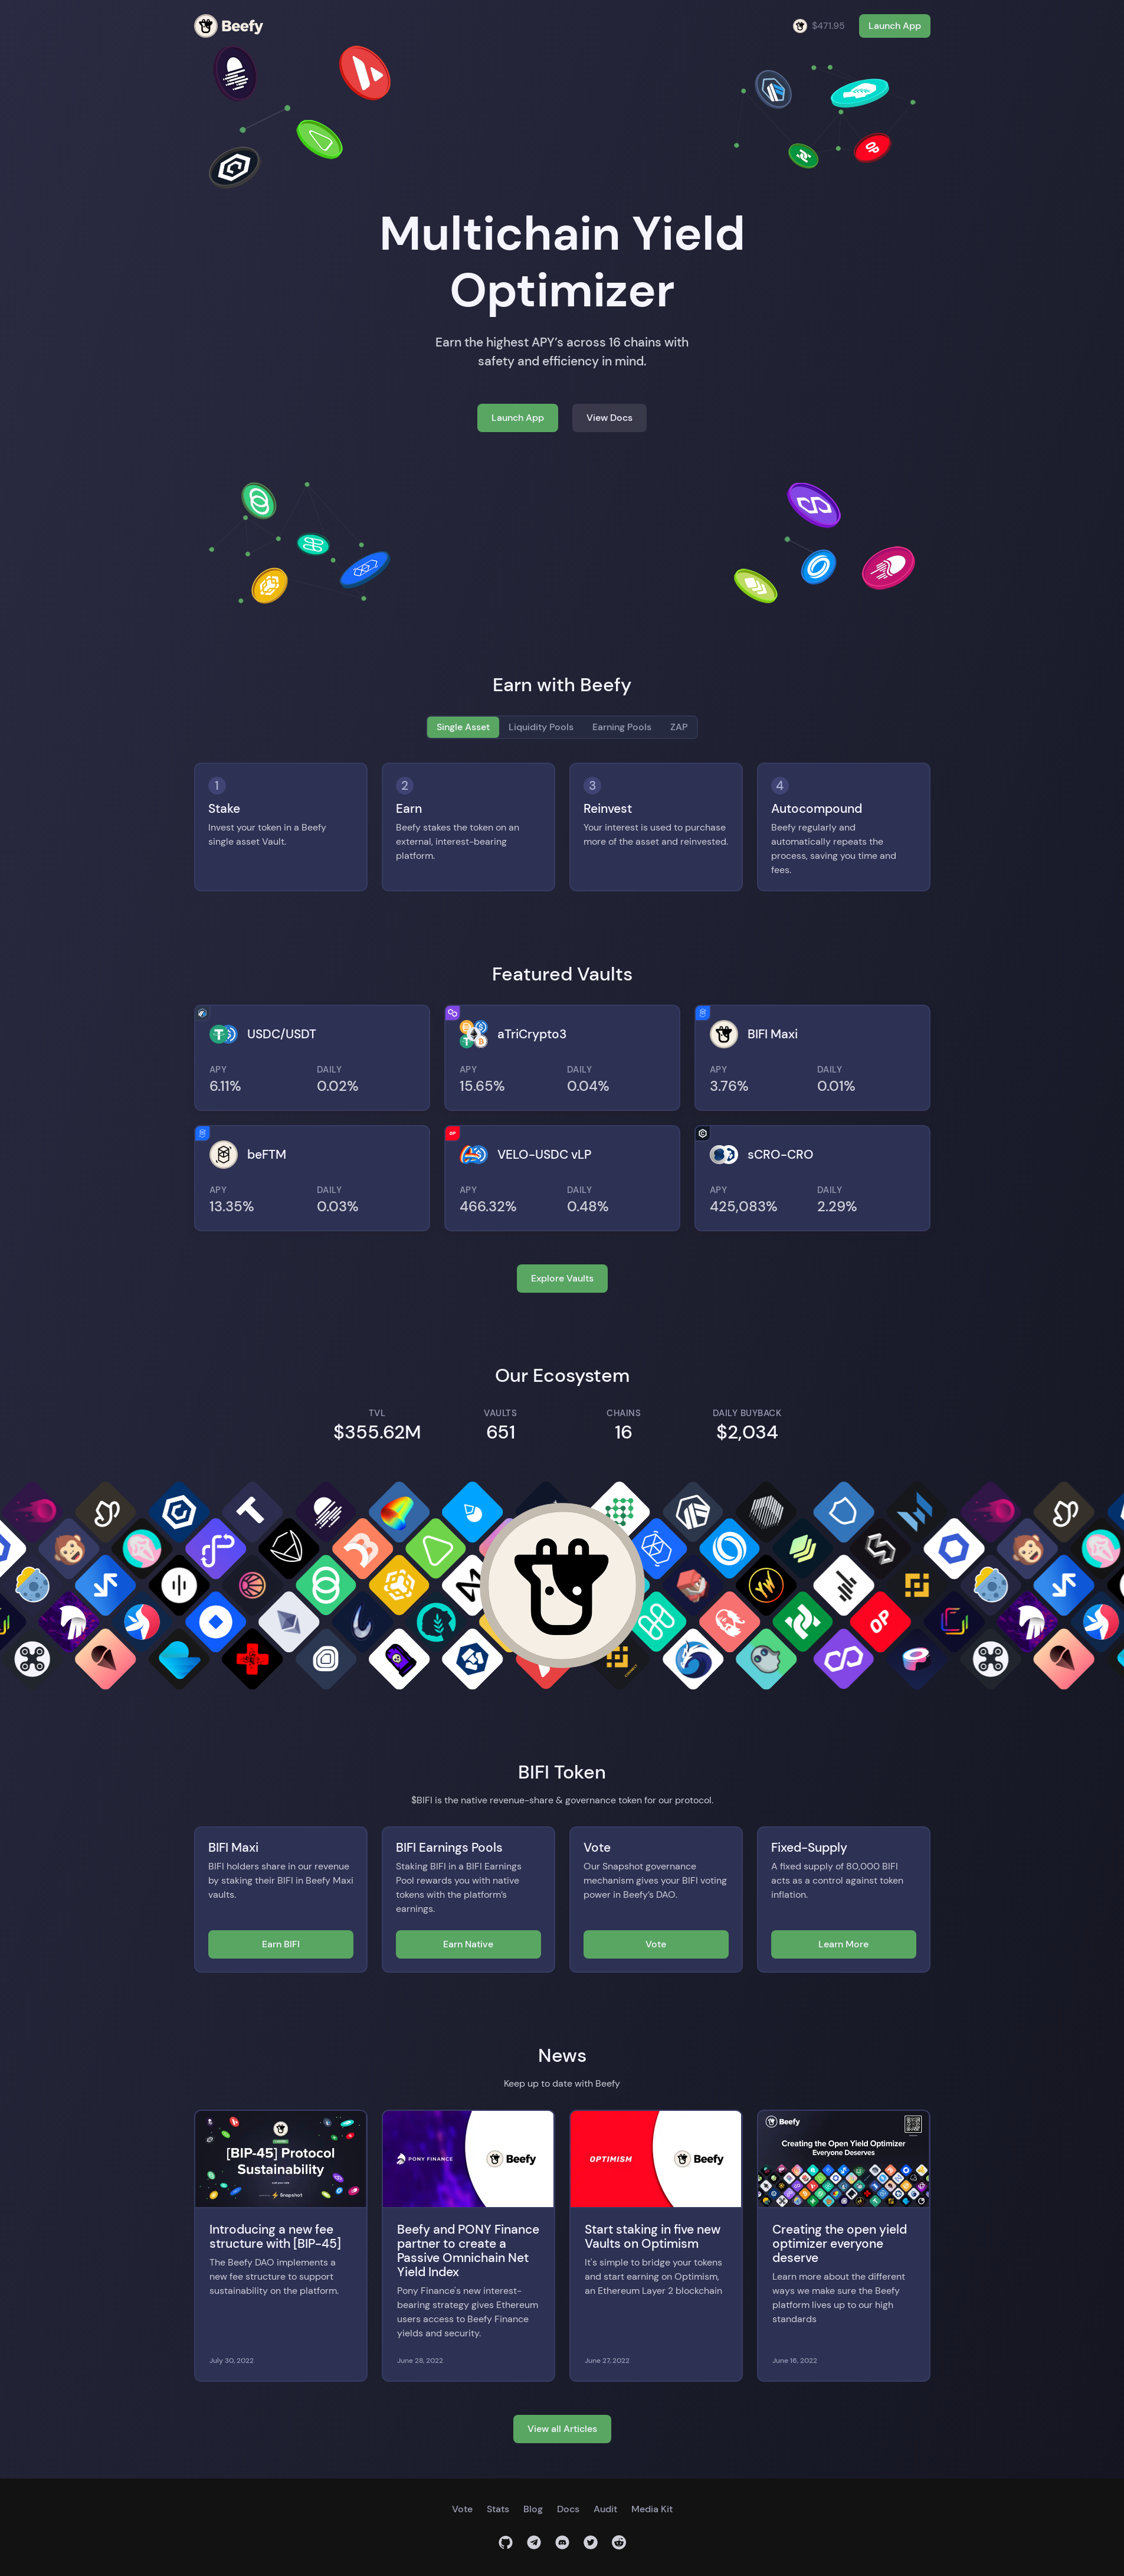 Beefy
$471.95
Launch App
Multichain Yield
Optimizer
Earn the highest APY’s across 16 chains with
safety and efficiency in mind.
Launch App
View Docs
Earn with Beefy
Single Asset
Liquidity Pools
Earning Pools
ZAP
1
Stake
Invest your token in a Beefy
single asset Vault.
2
Earn
Beefy stakes the token on an
external, interest-bearing
platform.
3
Reinvest
Your interest is used to purchase
more of the asset and reinvested.
4
Autocompound
Beefy regularly and
automatically repeats the
process, saving you time and
fees.
Featured Vaults
USDC/USDT
APY
DAILY
6.11%
0.02%
aTriCrypto3
APY
DAILY
15.65%
0.04%
BIFI Maxi
APY
DAILY
3.76%
0.01%
beFTM
APY
DAILY
13.35%
0.03%
OP
VELO-USDC vLP
APY
DAILY
466.32%
0.48%
sCRO-CRO
APY
DAILY
425,083%
2.29%
Explore Vaults
Our Ecosystem
TVL
$355.62M
VAULTS
651
CHAINS
16
DAILY BUYBACK
$2,034
OP
BIFI Token
$BIFI is the native revenue-share & governance token for our protocol.
BIFI Maxi
BIFI holders share in our revenue
by staking their BIFI in Beefy Maxi
vaults.
Earn BIFI
BIFI Earnings Pools
Staking BIFI in a BIFI Earnings
Pool rewards you with native
tokens with the platform’s
earnings.
Earn Native
Vote
Our Snapshot governance
mechanism gives your BIFI voting
power in Beefy’s DAO.
Vote
Fixed-Supply
A fixed supply of 80,000 BIFI
acts as a control against token
inflation.
Learn More
News
Keep up to date with Beefy
[BIP-45] Protocol
Sustainability
Snapshot
Introducing a new fee
structure with [BIP-45]
The Beefy DAO implements a
new fee structure to support
sustainability on the platform.
July 30, 2022
PONY FINANCE
Beefy
Beefy and PONY Finance
partner to create a
Passive Omnichain Net
Yield Index
Pony Finance's new interest-
bearing strategy gives Ethereum
users access to Beefy Finance
yields and security.
June 28, 2022
OPTIMISM
Beefy
Start staking in five new
Vaults on Optimism
It's simple to bridge your tokens
and start earning on Optimism,
an Ethereum Layer 2 blockchain
June 27, 2022
Beefy
Creating the Open Yield Optimizer
Everyone Deserves
Creating the open yield
optimizer everyone
deserve
Learn more about the different
ways we make sure the Beefy
platform lives up to our high
standards
June 16, 2022
View all Articles
Vote
Stats
Blog
Docs
Audit
Media Kit